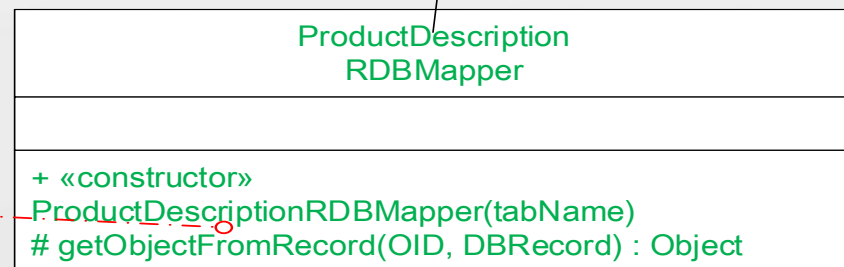 ProductDescription
RDBMapper
+ «constructor»
ProductDescriptionRDBMapper(tabName)
# getObjectFromRecord(OID, DBRecord) : Object